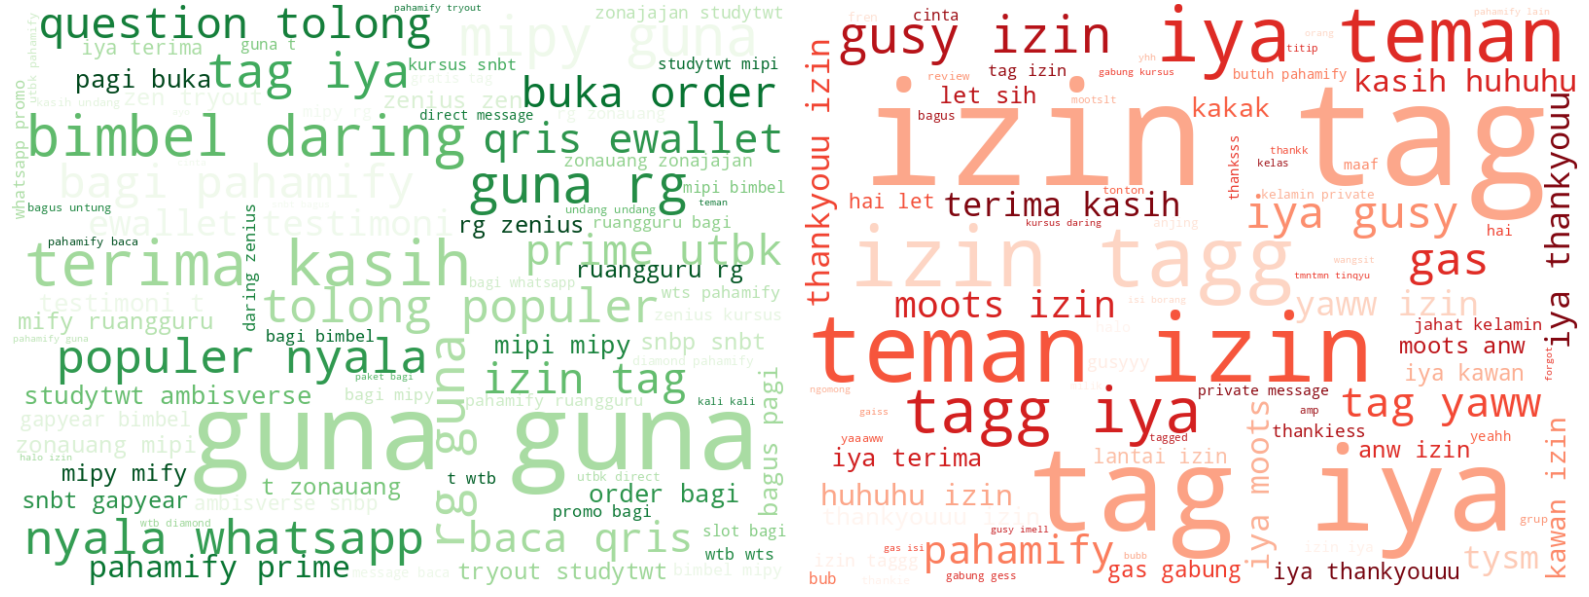 pahamify tryout
zonajajan studytwt
question tolong
mipy guna
iya terima
guna t
utbk pahamify
tag iya
kursus snbt
studytwt mipi
pagi buka
gratis tag
zen tryout
zenius zen
buka order
kasih undang
mipy rg
direct message
rg zonauang
whatsapp promo
bimbel daring
qris ewallet
zonauang zonajajan
bagi pahamify
guna rg
mipi bimbel
bagus untung
undang undang
teman
ewallet testimoni
rg zenius
ruangguru bagi
pahamify baca
daring zenius
prime utbk
terima kasih
ruangguru rg
bagi whatsapp
testimoni t
tolong populer
wts pahamify
mify ruangguru
zenius kursus
pahamify guna
bagi bimbel
mipi mipy
snbp snbt
populer nyala
diamond pahamify
paket bagi
izin tag
studytwt ambisverse
bagi mipy
pahamify ruangguru
kali kali
gapyear bimbel
rg guna
bagus pagi
guna guna
zonauang mipi
halo izin
mipy mify
t wtb
utbk direct
t zonauang
order bagi
snbt gapyear
ambisverse snbp
promo bagi
wtb diamond
nyala whatsapp
baca qris
slot bagi
wtb wts
pahamify prime
message baca
tryout studytwt
bimbel mipy
fren
cinta
pahamify lain
gusy izin
iya teman
orang
titip
yhh
tag izin
gabung kursus
review
butuh pahamify
kasih huhuhu
thankyouu izin
let sih
mootslt
kakak
bagus
izin tag
iya thankyouu
thanksss
thankk
kelas
maaf
tonton
hai let
terima kasih
kelamin private
kursus daring
anjing
iya gusy
hai
izin tagg
wangsit
gas
tmntmn tinqyu
moots izin
isi borang
yaww izin
halo
teman izin
jahat kelamin
moots anw
gusyyy
forgot
iya kawan
ngomong
private message
tagg iya
tag yaww
gaiss
amp
thankiess
yaaaww
tagged
yeahh
iya terima
lantai izin
anw izin
tag iya
iya moots
kawan izin
huhuhu izin
thankyouuu izin
grup
gusy imell
pahamify
izin iya
izin taggg
gas isi
bubb
tysm
bub
thankss
gabung gess
gas gabung
iya thankyouuu